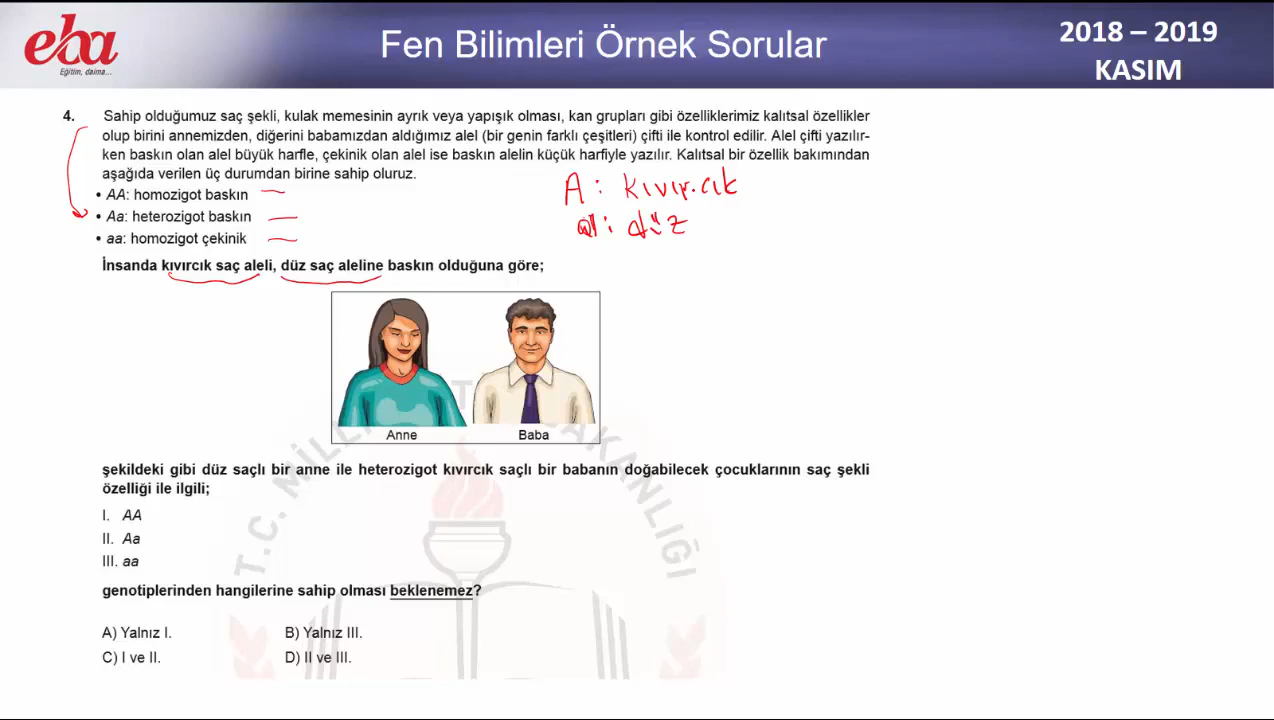 eba
Eğitim, daima...
Fen Bilimleri Örnek Sorular
2018 – 2019
KASIM
4. Sahip olduğumuz saç şekli, kulak memesinin ayrık veya yapışık olması, kan grupları gibi özelliklerimiz kalıtsal özellikler
olup birini annemizden, diğerini babamızdan aldığımız alel (bir genin farklı çeşitleri) çifti ile kontrol edilir. Alel çifti yazılır-
ken baskın olan alel büyük harfle, çekinik olan alel ise baskın alelin küçük harfiyle yazılır. Kalıtsal bir özellik bakımından
aşağıda verilen üç durumdan birine sahip oluruz.
• AA: homozigot baskın
• Aa: heterozigot baskın
• aa: homozigot çekinik
A: kıvırcık
a: düz
İnsanda kıvırcık saç aleli, düz saç aleline baskın olduğuna göre;
Anne Baba
şekildeki gibi düz saçlı bir anne ile heterozigot kıvırcık saçlı bir babanın doğabilecek çocuklarının saç şekli
özelliği ile ilgili;
I. AA
II. Aa
III. aa
genotiplerinden hangilerine sahip olması beklenemez?
A) Yalnız I. B) Yalnız III.
C) I ve II. D) II ve III.